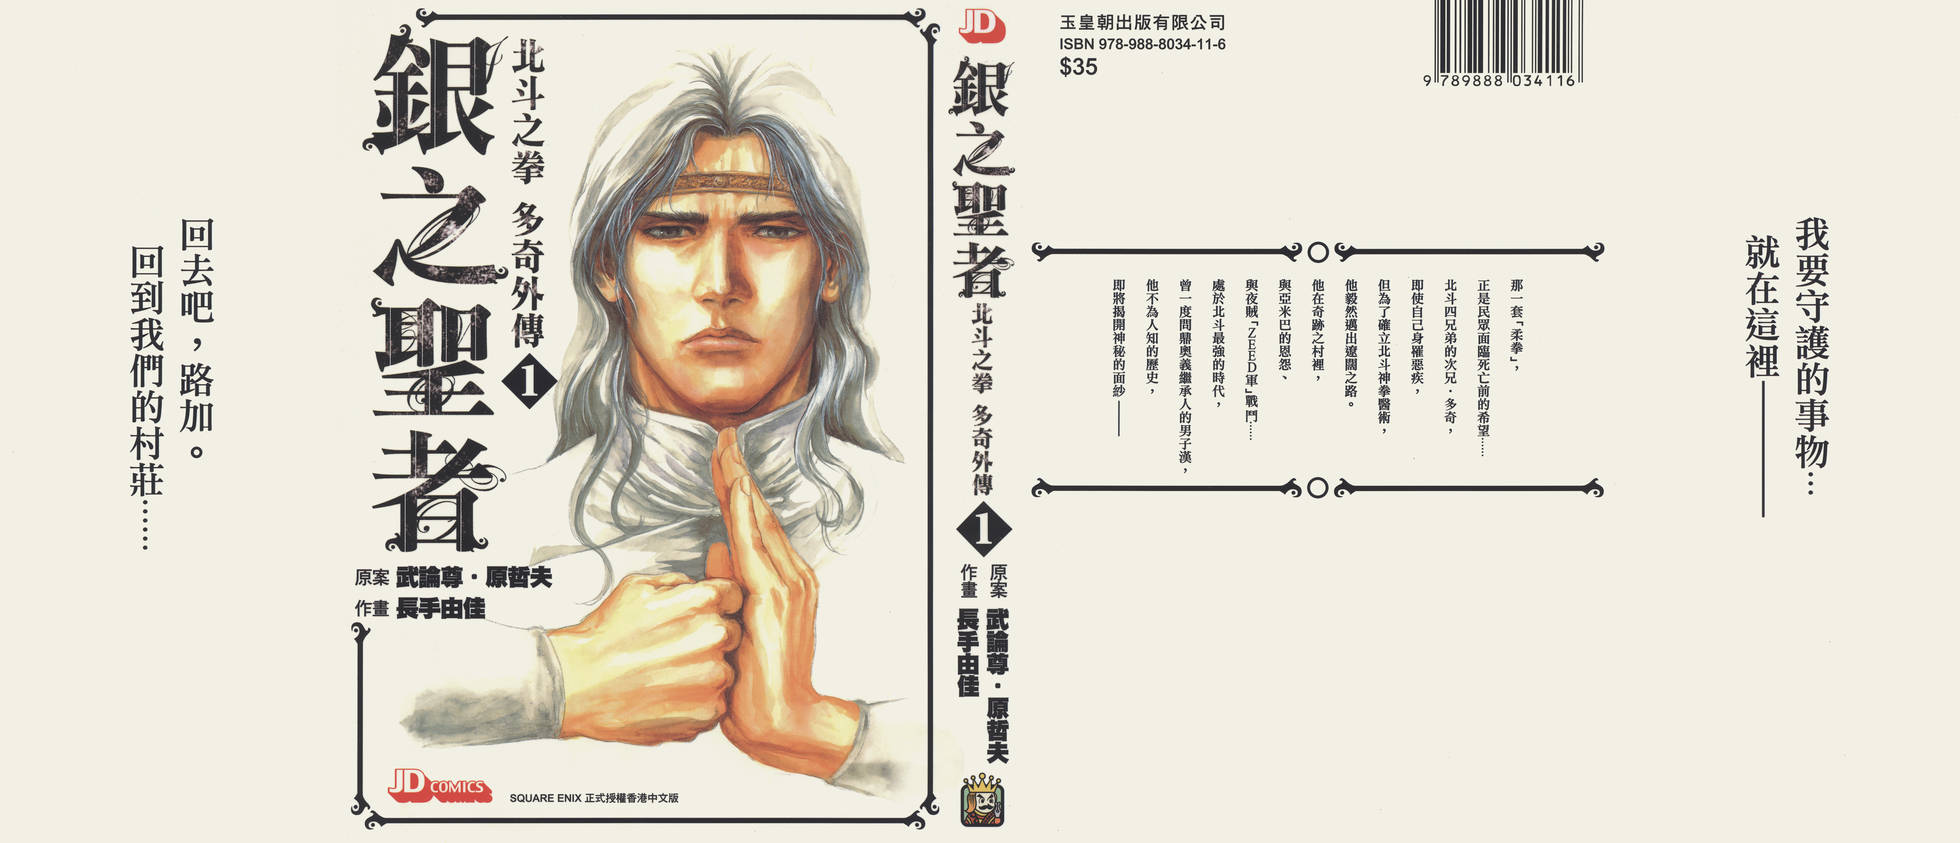 回去吧，路加。
回到我們的村莊……
銀之聖者
北斗之拳 多奇外傳
1
原案 武論尊・原哲夫
作畫 長手由佳
JD COMICS
SQUARE ENIX 正式授權香港中文版
JD
銀之聖者
北斗之拳 多奇外傳
1
原案 武論尊・原哲夫
作畫 長手由佳
玉皇朝出版有限公司
ISBN 978-988-8034-11-6
$35
9 789888 034116
那一套「柔拳」，
正是民眾面臨死亡前的希望……
北斗四兄弟的次兄・多奇，
即使自己身罹惡疾，
但為了確立北斗神拳醫術，
他毅然邁出遼闊之路。
他在奇跡之村裡，
與亞米巴的恩怨、
與夜賊「ZEED軍」戰鬥……
處於北斗最強的時代，
曾一度問鼎奧義繼承人的男子漢，
他不為人知的歷史，
即將揭開神秘的面紗——
我要守護的事物…
就在這裡——